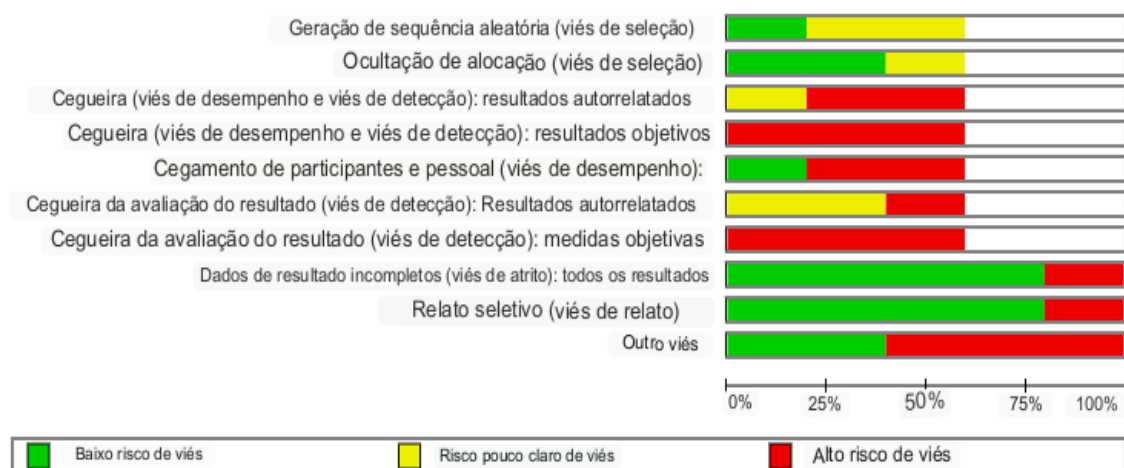 Geração de sequência aleatória (viés de seleção)
Ocultação de alocação (viés de seleção)
Cegueira (viés de desempenho e viés de detecção): resultados autorrelatados
Cegueira (viés de desempenho e viés de detecção): resultados objetivos
Cegamento de participantes e pessoal (viés de desempenho):
Cegueira da avaliação do resultado (viés de detecção): Resultados autorrelatados
Cegueira da avaliação do resultado (viés de detecção): medidas objetivas
Dados de resultado incompletos (viés de atrito): todos os resultados
Relato seletivo (viés de relato)
Outro viés
0% 25% 50% 75% 100%
Baixo risco de viés Risco pouco claro de viés Alto risco de viés